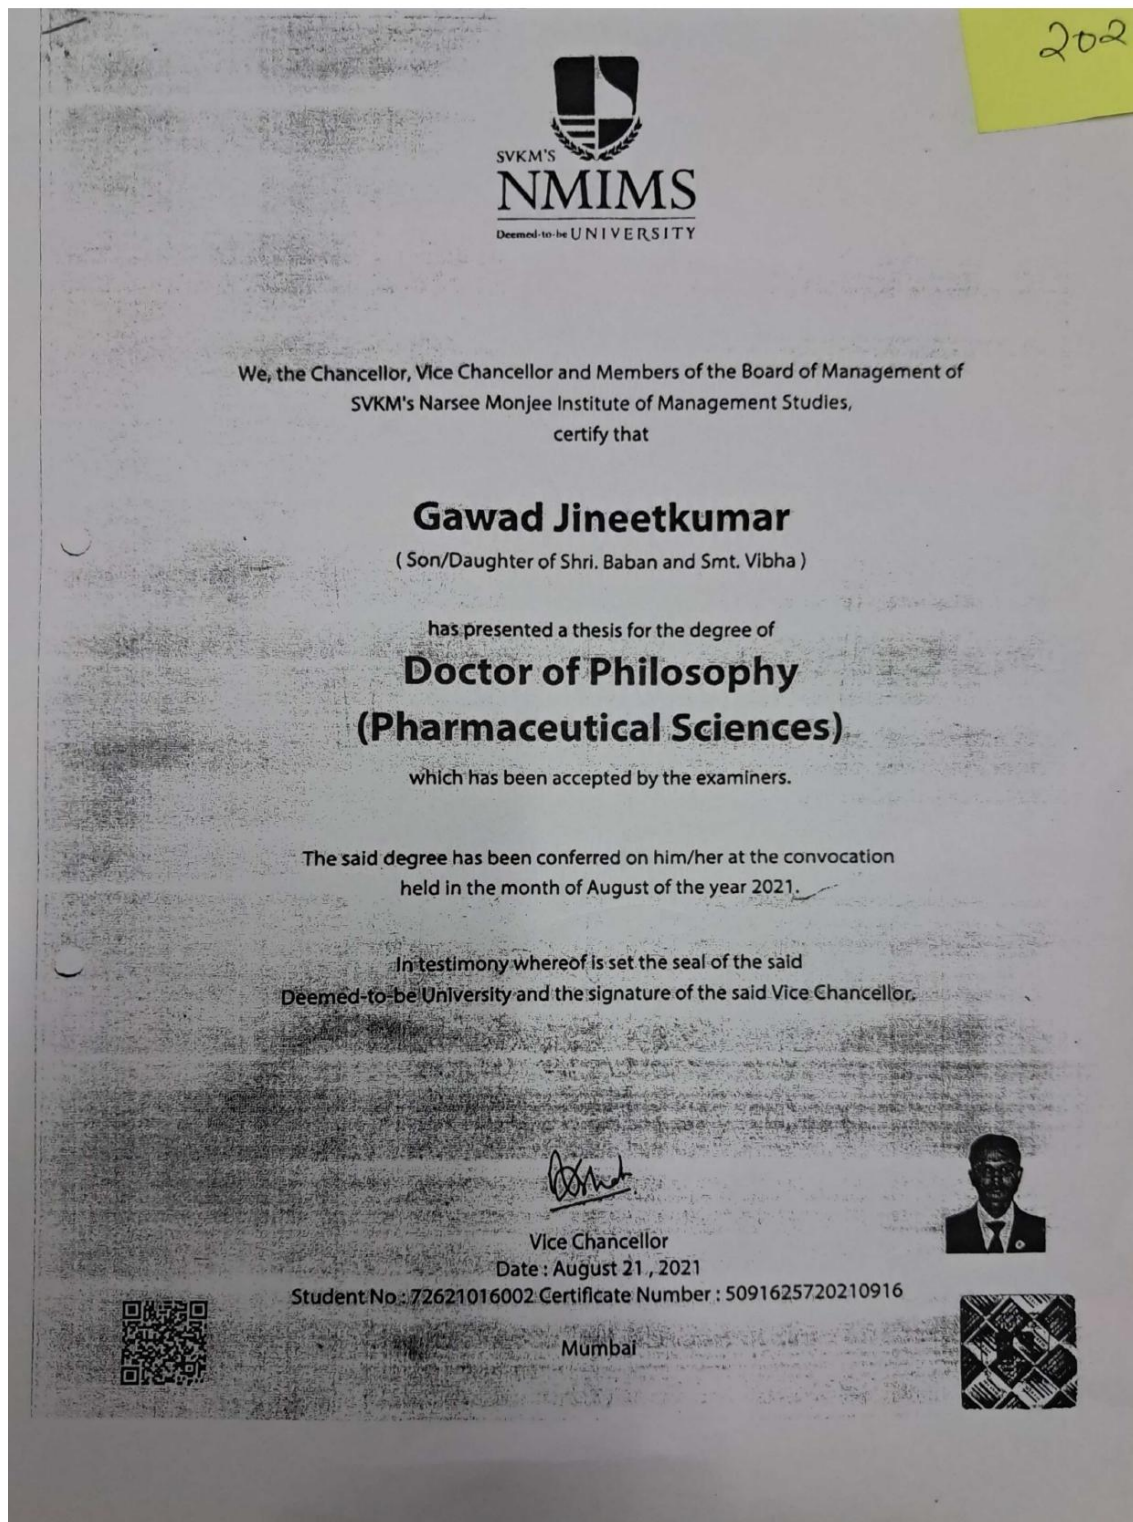 202
SVKM'S
NMIMS
Deemed-to-be UNIVERSITY
We, the Chancellor, Vice Chancellor and Members of the Board of Management of
SVKM's Narsee Monjee Institute of Management Studies,
certify that
Gawad Jineetkumar
( Son/Daughter of Shri. Baban and Smt. Vibha )
has presented a thesis for the degree of
Doctor of Philosophy
(Pharmaceutical Sciences)
which has been accepted by the examiners.
The said degree has been conferred on him/her at the convocation
held in the month of August of the year 2021.
In testimony whereof is set the seal of the said
Deemed-to-be University and the signature of the said Vice Chancellor.
Vice Chancellor
Date : August 21 , 2021
Student No.: 72621016002 Certificate Number : 5091625720210916
Mumbai